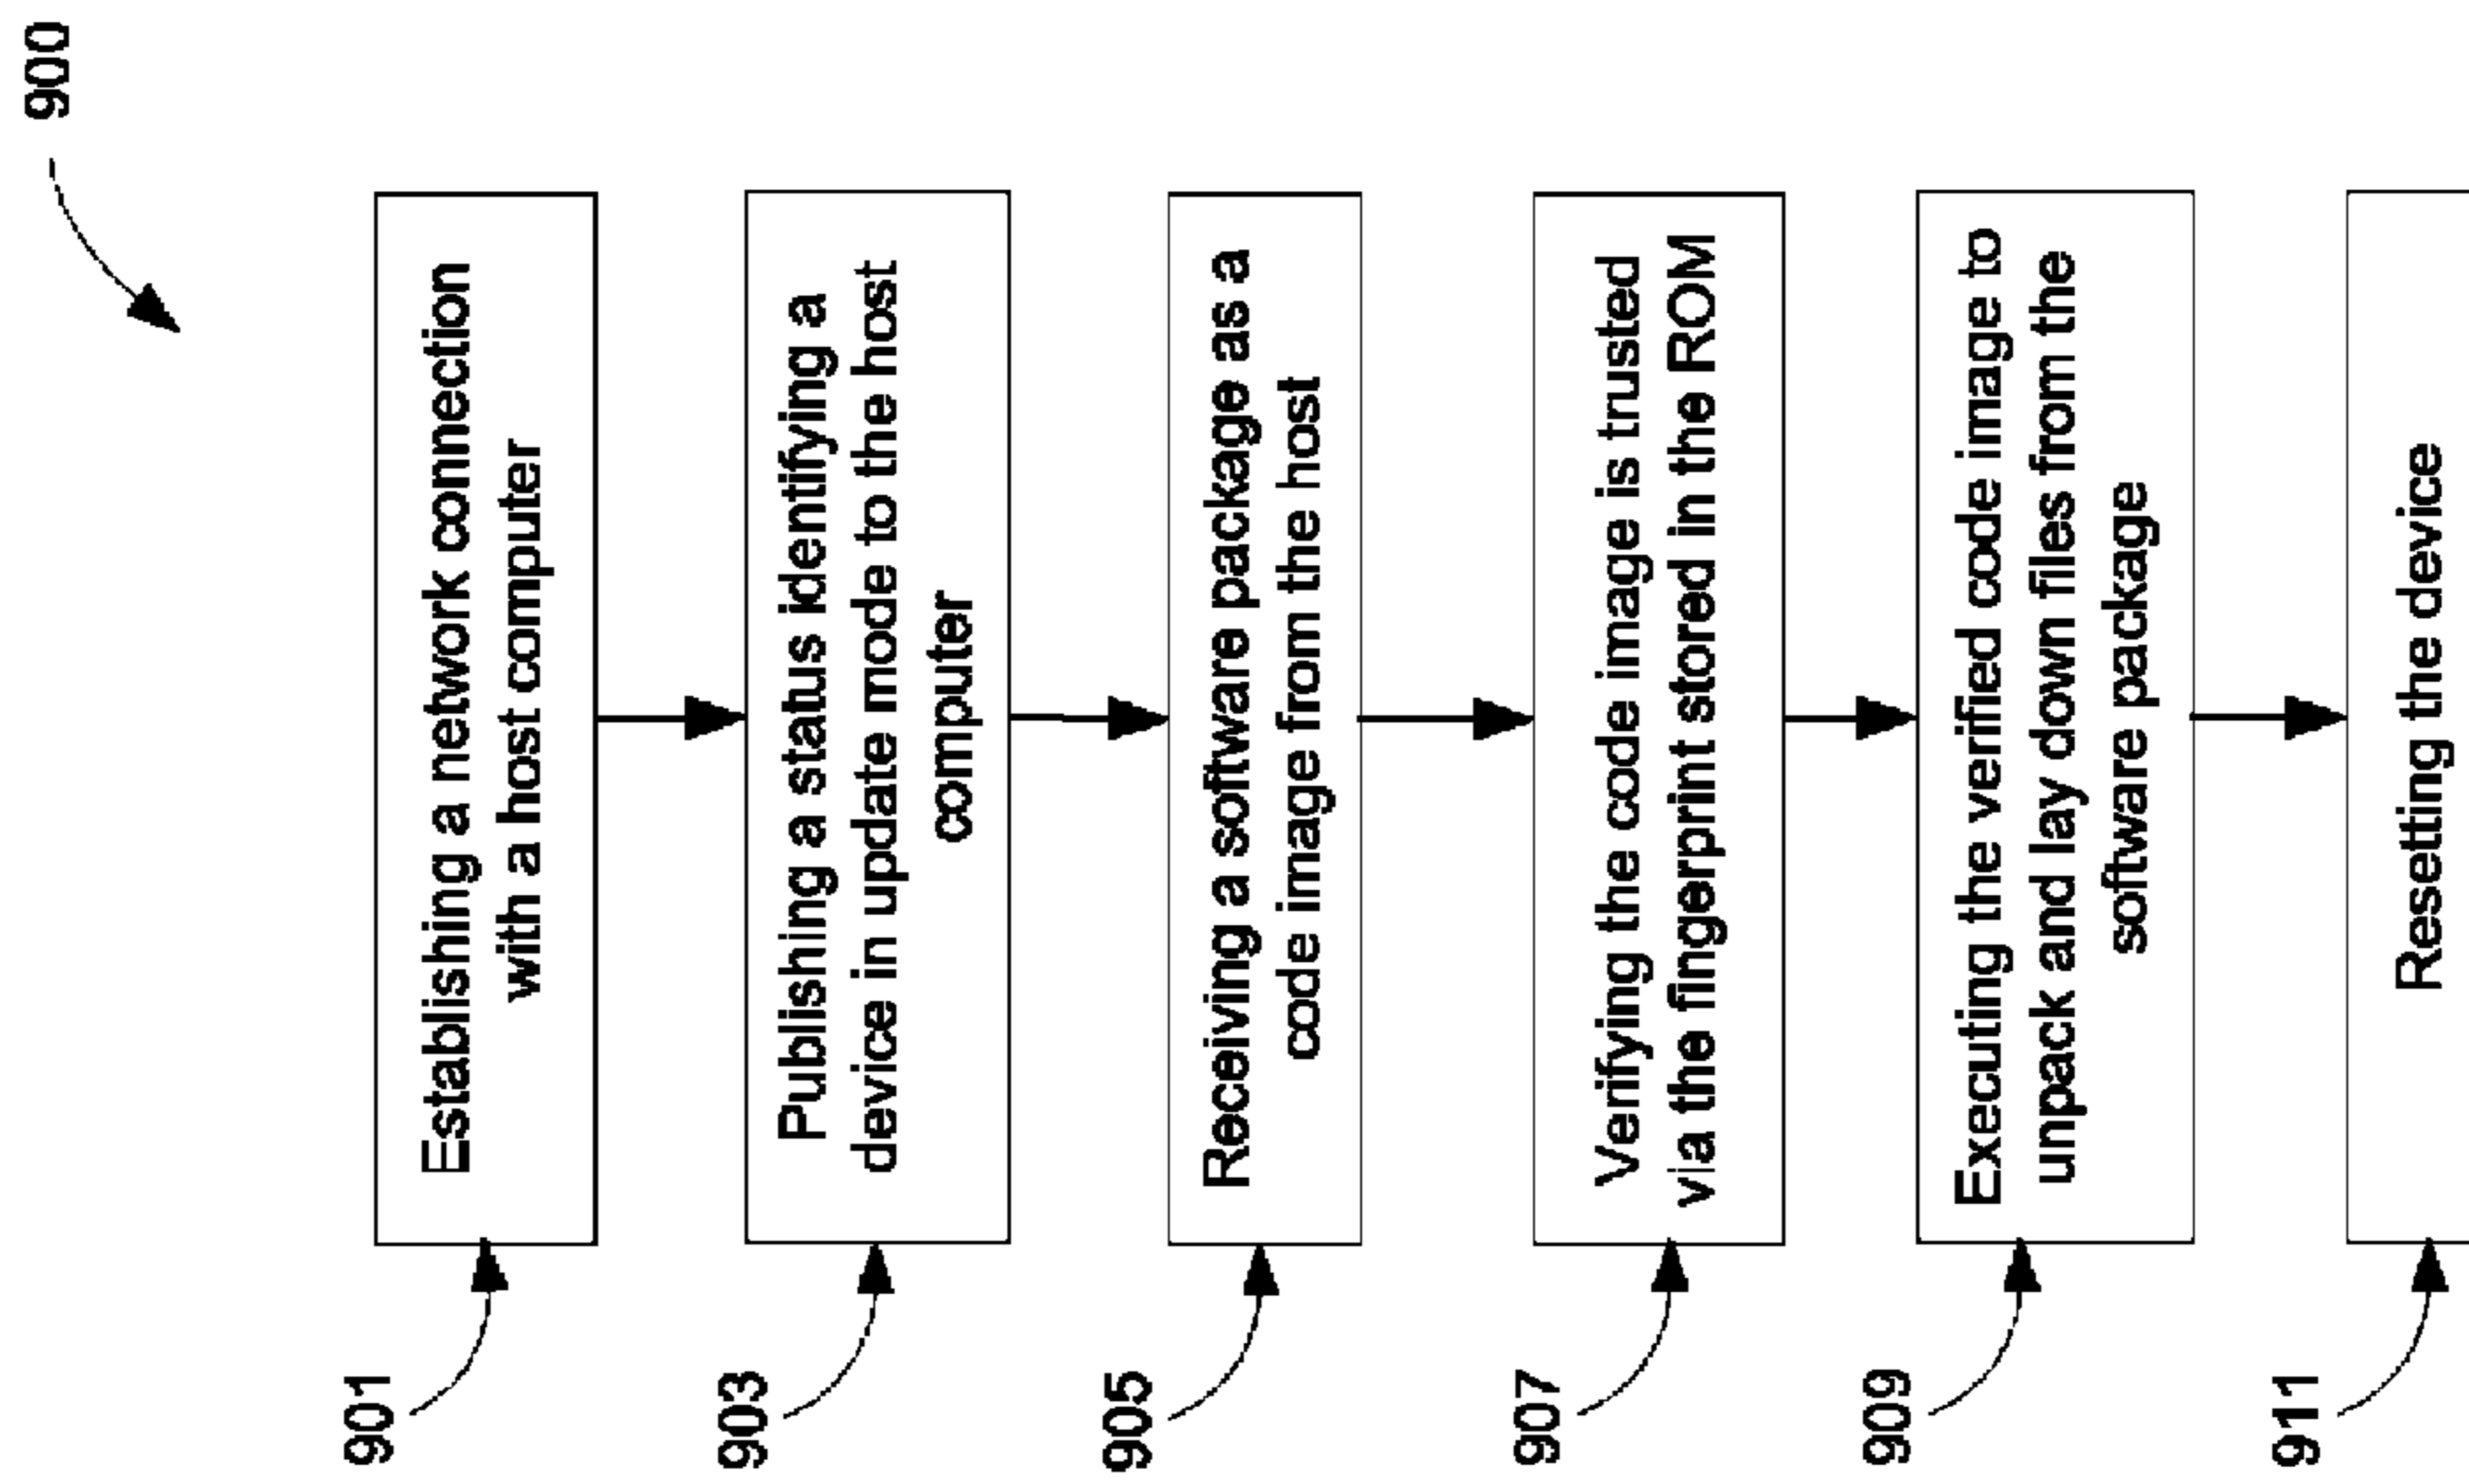 900
901
Establishing a network connection
with a host computer
903
Publishing a status identifying a
device in update mode to the host
computer
905
Receiving a software package as a
code image from the host
907
Verifying the code image is trusted
via the fingerprint stored in the ROM
909
Executing the verified code image to
unpack and lay down files from the
software package
911
Resetting the device